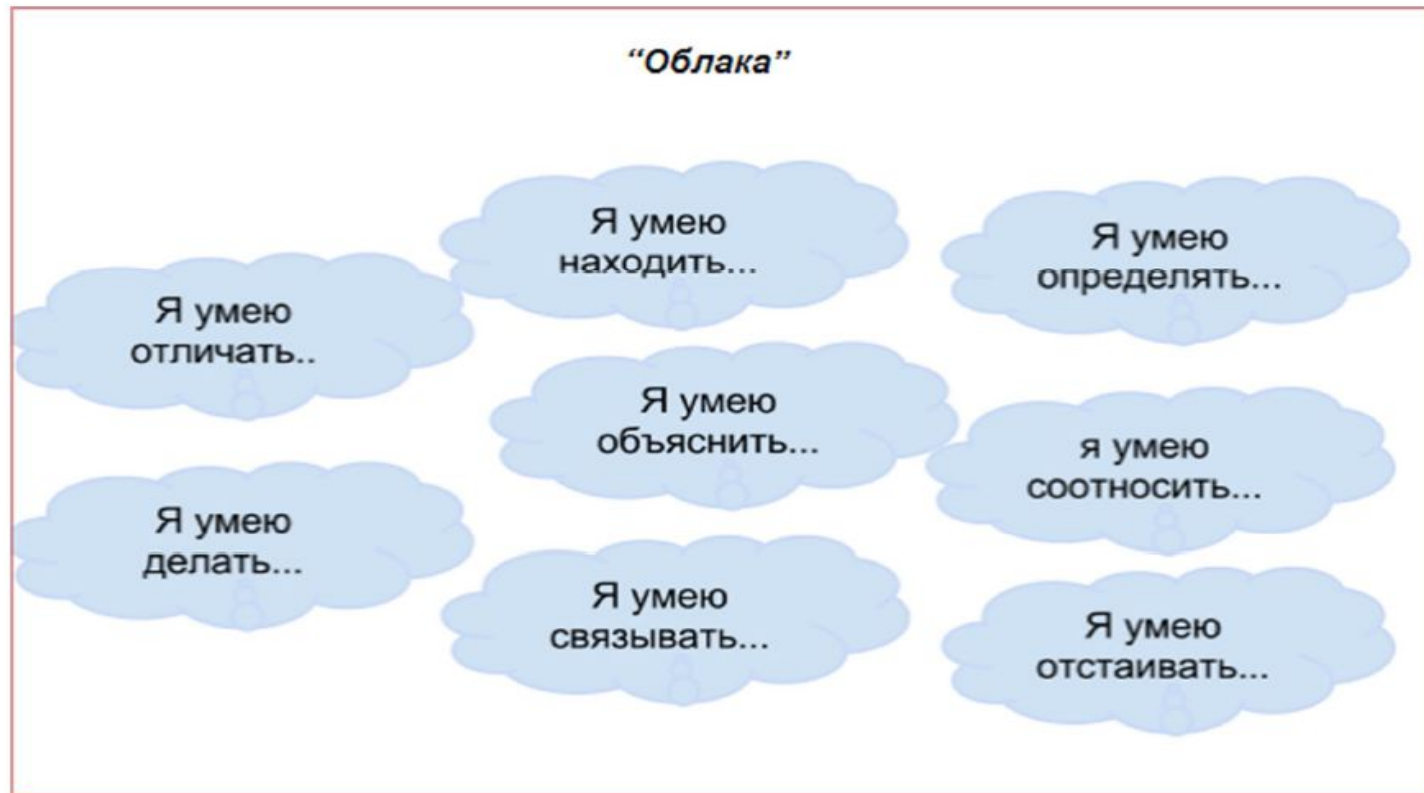 “Облака”
Я умею
находить...
Я умею
определять...
Я умею
отличать..
Я умею
объяснить...
я умею
соотносить...
Я умею
делать...
Я умею
связывать...
Я умею
отстаивать...